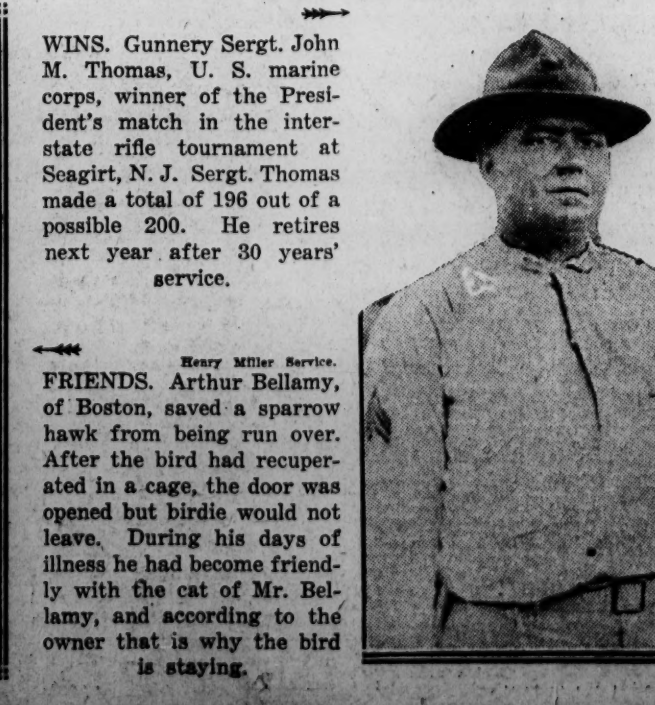 WINS. Gunnery Sergt. John
M. Thomas, U. S. marine
corps, winner of the Presi-
dent's match in the inter-
state rifle tournament at
Seagirt, N. J. Sergt. Thomas
made a total of 196 out of a
possible 200. He retires
next year after 30 years'
service.
Henry Miller Service.
FRIENDS. Arthur Bellamy,
of Boston, saved a sparrow
hawk from being run over.
After the bird had recuper-
ated in a cage, the door was
opened but birdie would not
leave. During his days of
illness he had become friend-
ly with the cat of Mr. Bel-
lamy, and according to the
owner that is why the bird
is staying.